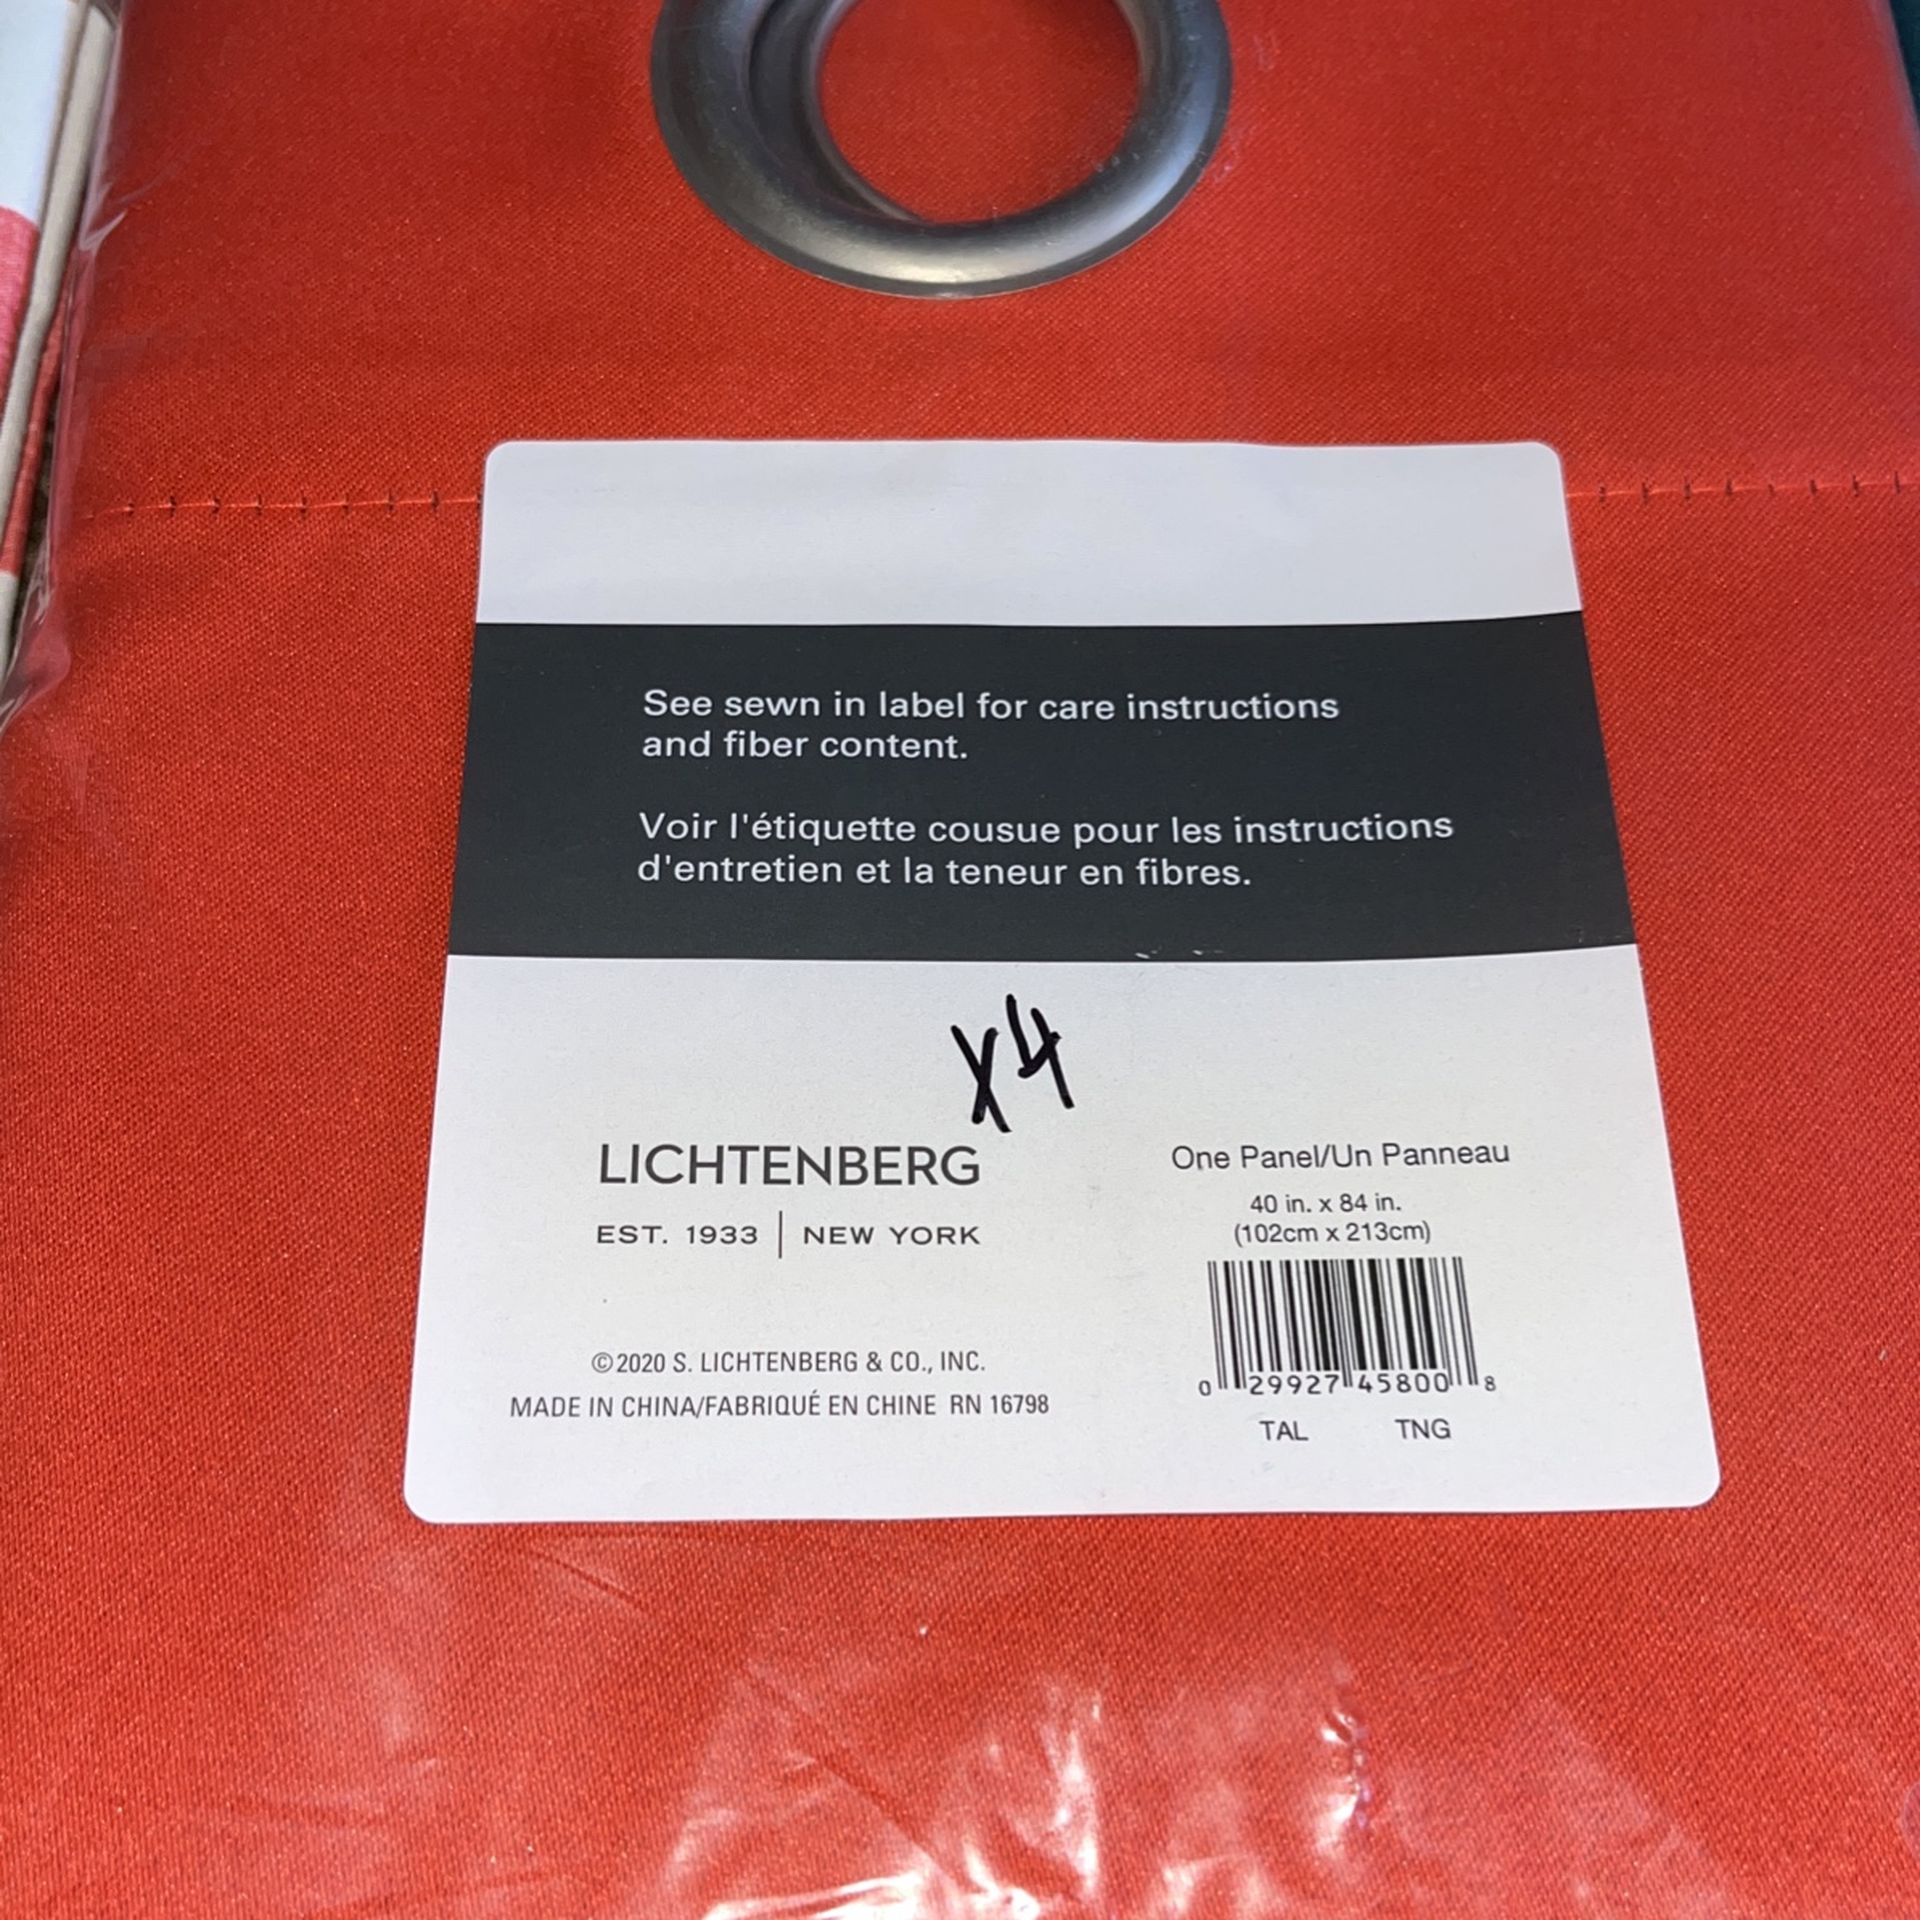 See sewn in label for care instructions
and fiber content.
Voir l'étiquette cousue pour les instructions
d'entretien et la teneur en fibres.
X4
LICHTENBERG
EST. 1933 | NEW YORK
©2020 S. LICHTENBERG & CO., INC.
MADE IN CHINA/FABRIQUÉ EN CHINE RN 16798
One Panel/Un Panneau
40 in. x 84 in.
(102cm x 213cm)
0 29927 45800 8
TAL TNG